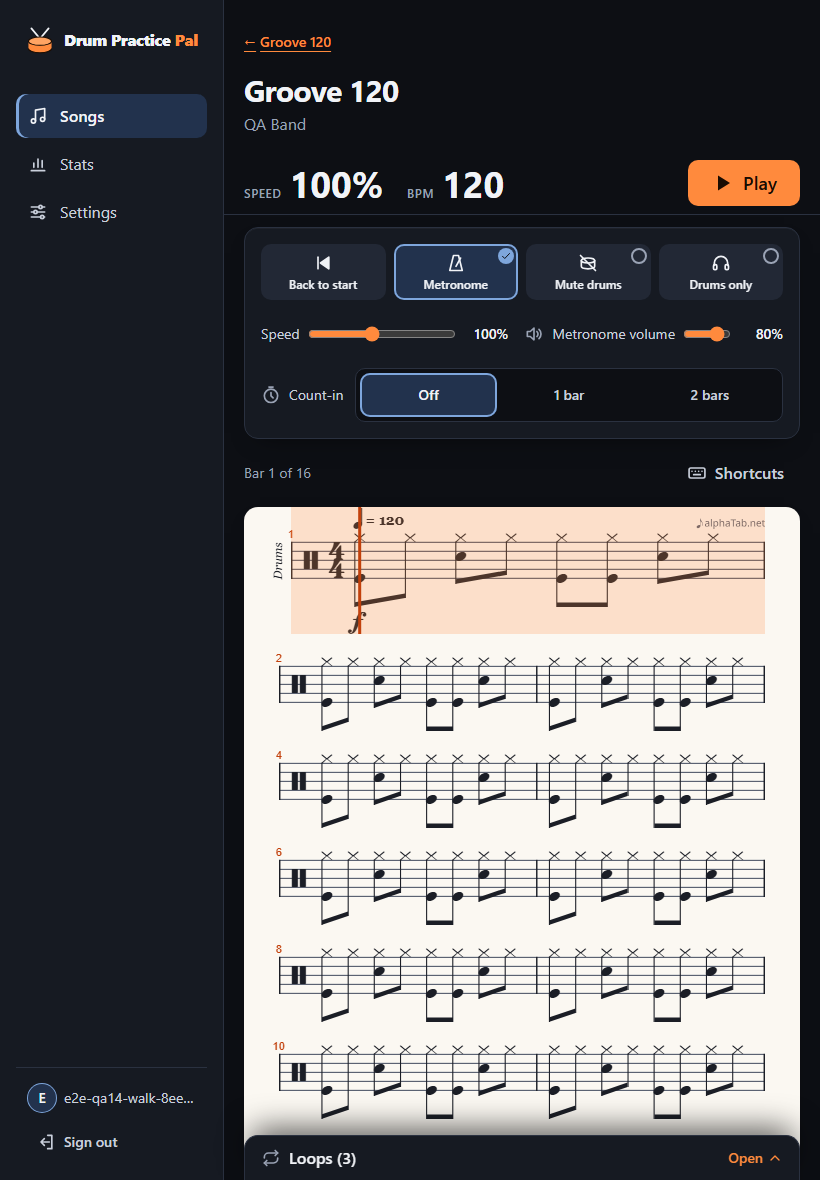 Drum Practice Pal
Songs
Stats
Settings
← Groove 120
Groove 120
QA Band
SPEED 100% BPM 120
Play
Back to start
Metronome
Mute drums
Drums only
Speed 100% Metronome volume 80%
Count-in Off 1 bar 2 bars
Bar 1 of 16
Shortcuts
= 120
alphaTab.net
1
Drums
4
4
f
2
4
6
8
10
E e2e-qa14-walk-8ee...
Sign out
Loops (3)
Open